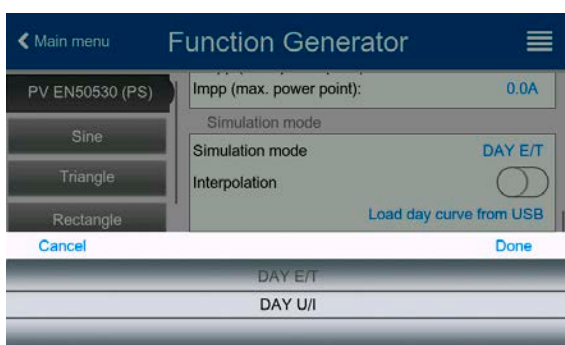 Main menu
Function Generator
PV EN50530 (PS)
Sine
Triangle
Rectangle
Impp (max. power point):
0.0A
Simulation mode
Simulation mode
DAY E/T
Interpolation
Load day curve from USB
Cancel
Done
DAY E/T
DAY U/I